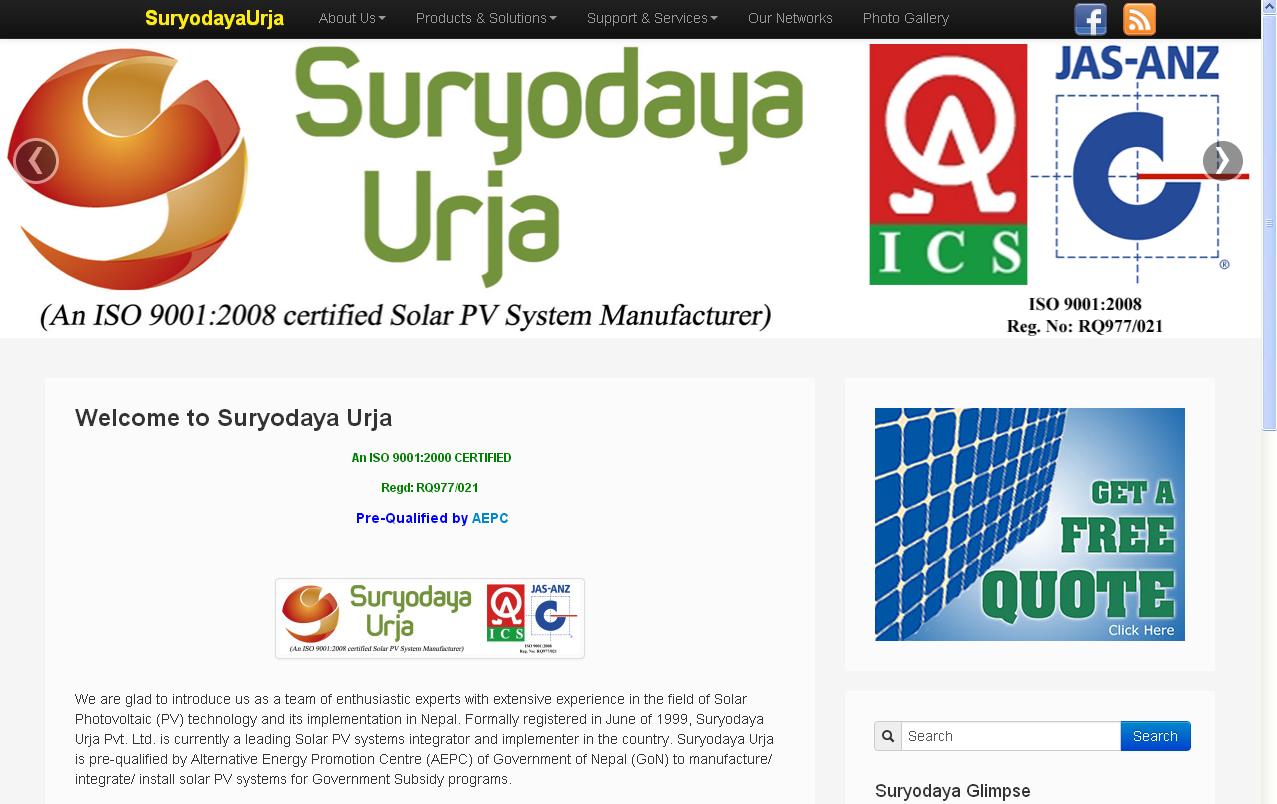 SuryodayaUrja About Us Products & Solutions Support & Services Our Networks Photo Gallery
Suryodaya
Urja
(An ISO 9001:2008 certified Solar PV System Manufacturer)
ICS
JAS-ANZ
®
ISO 9001:2008
Reg. No: RQ977/021
Welcome to Suryodaya Urja
An ISO 9001:2000 CERTIFIED
Regd: RQ977/021
Pre-Qualified by AEPC
Suryodaya
Urja
(An ISO 9001:2008 certified Solar PV System Manufacturer)
ICS
JAS-ANZ
ISO 9001:2008
Reg. No: RQ977/021
We are glad to introduce us as a team of enthusiastic experts with extensive experience in the field of Solar
Photovoltaic (PV) technology and its implementation in Nepal. Formally registered in June of 1999, Suryodaya
Urja Pvt. Ltd. is currently a leading Solar PV systems integrator and implementer in the country. Suryodaya Urja
is pre-qualified by Alternative Energy Promotion Centre (AEPC) of Government of Nepal (GoN) to manufacture/
integrate/ install solar PV systems for Government Subsidy programs.
GET A
FREE
QUOTE
Click Here
Search Search
Suryodaya Glimpse